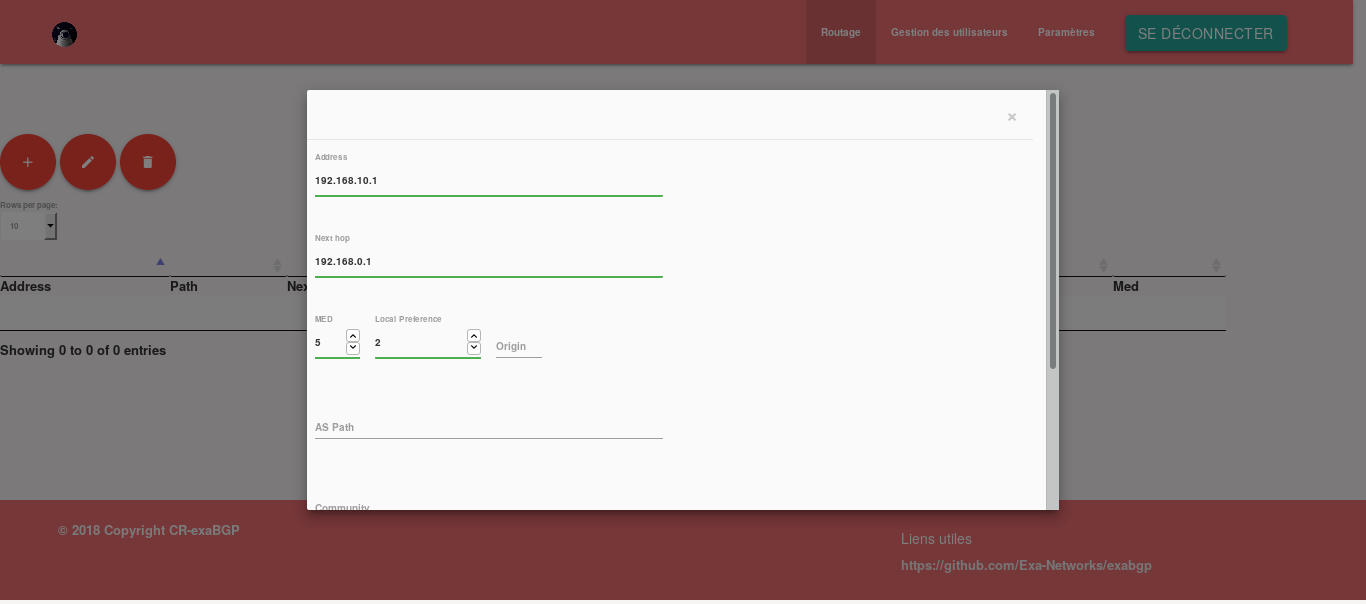 Routage
Gestion des utilisateurs
Paramètres
SE DÉCONNECTER
×
Address
192.168.10.1
Next hop
192.168.0.1
MED
Local Preference
5
2
Origin
AS Path
Community
Rows per page:
10
Address
Path
Nex
Med
Showing 0 to 0 of 0 entries
© 2018 Copyright CR-exaBGP
Liens utiles
https://github.com/Exa-Networks/exabgp